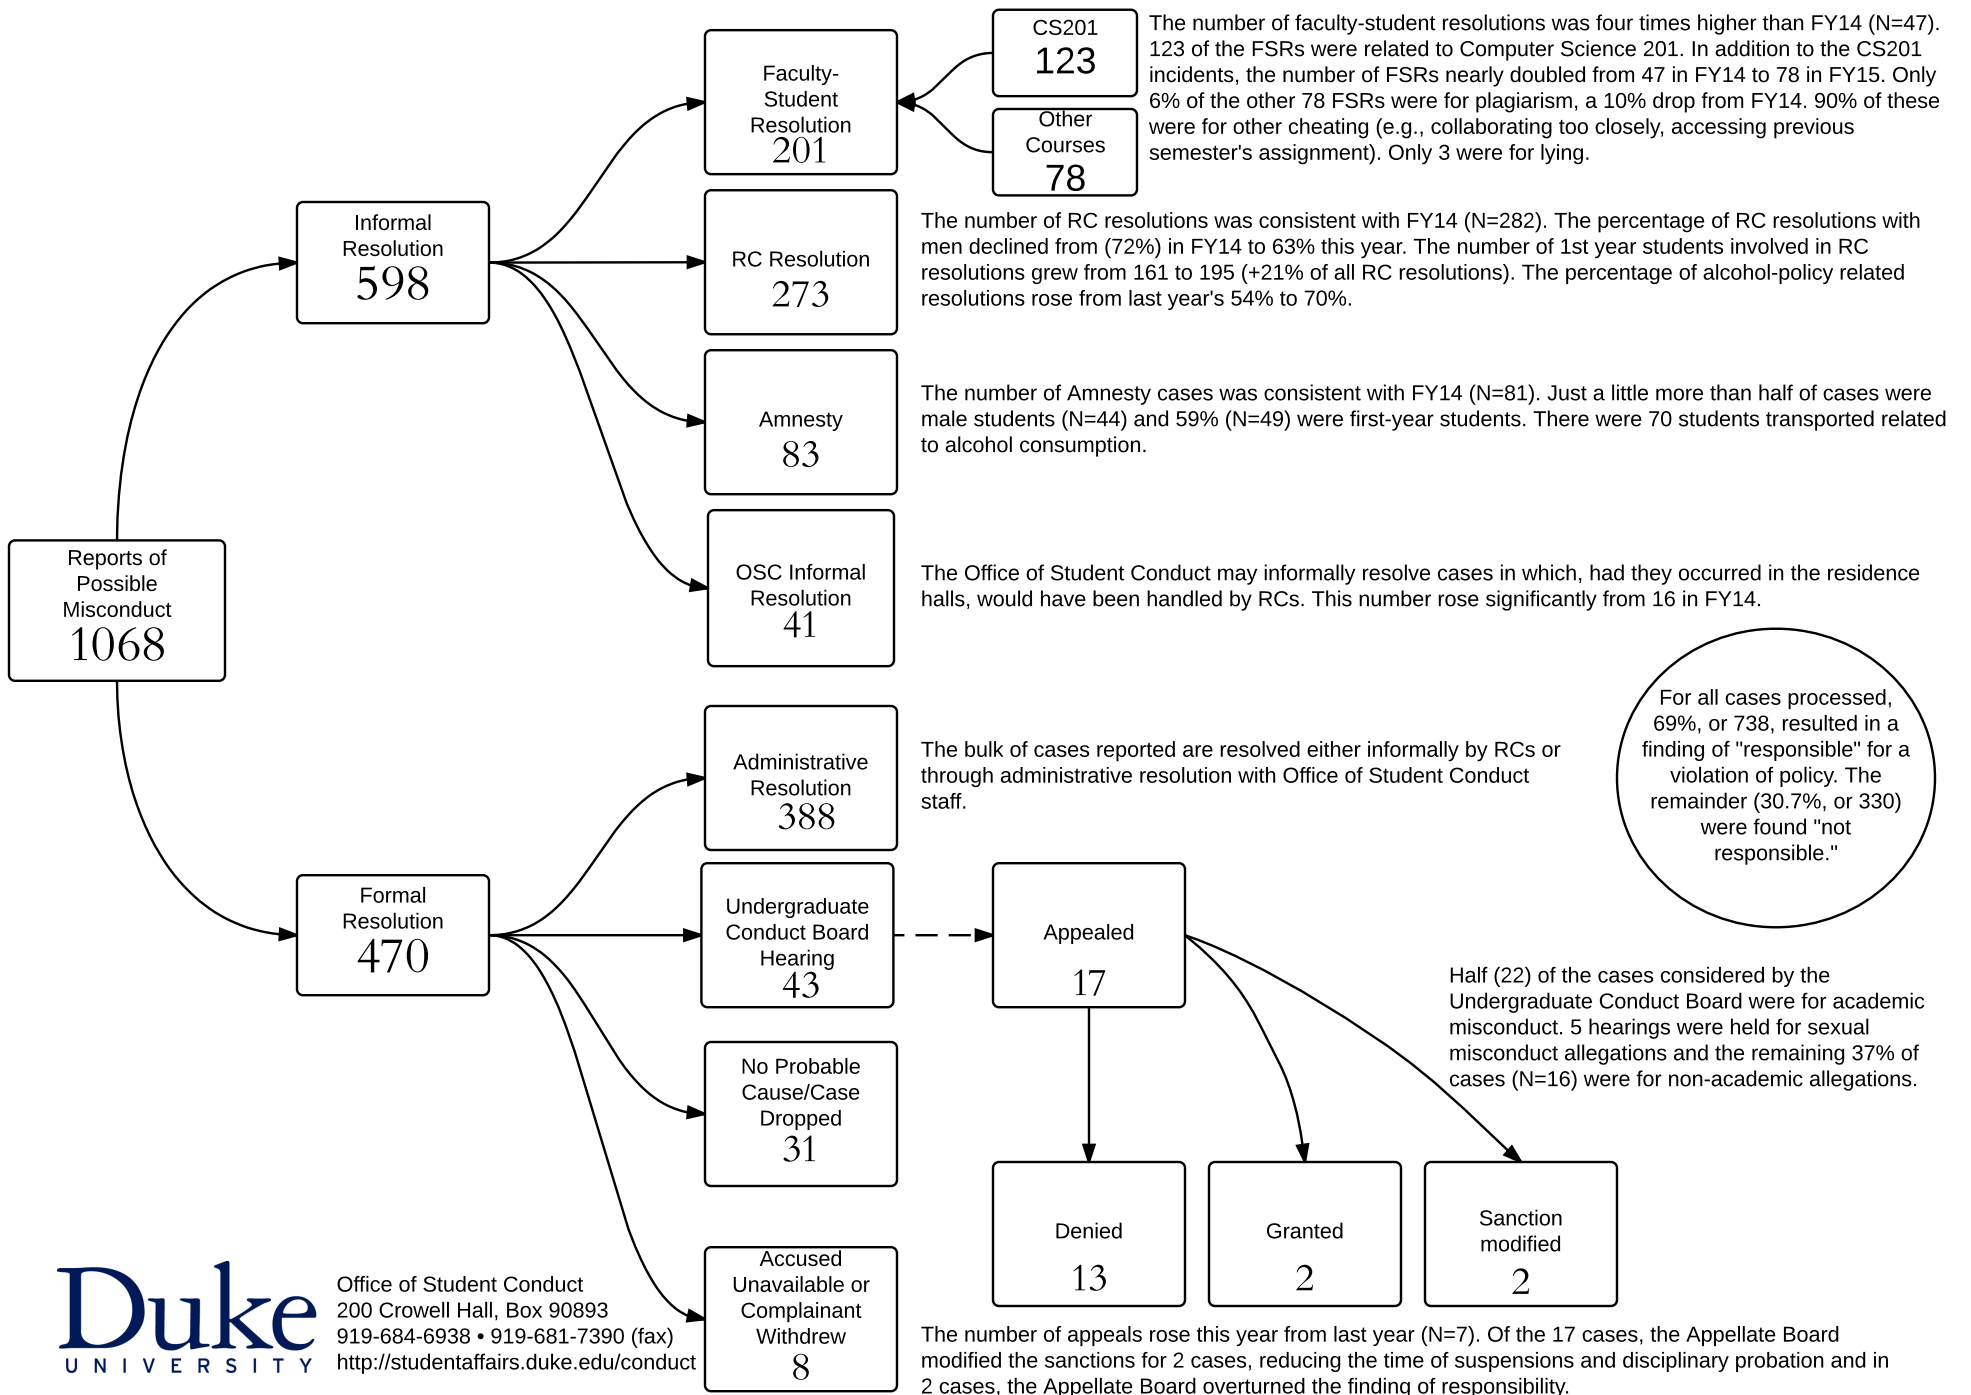 CS201
123
Other
Courses
78
The number of faculty-student resolutions was four times higher than FY14 (N=47).
123 of the FSRs were related to Computer Science 201. In addition to the CS201
incidents, the number of FSRs nearly doubled from 47 in FY14 to 78 in FY15. Only
6% of the other 78 FSRs were for plagiarism, a 10% drop from FY14. 90% of these
were for other cheating (e.g., collaborating too closely, accessing previous
semester's assignment). Only 3 were for lying.
Faculty-
Student
Resolution
201
Informal
Resolution
598
RC Resolution
273
The number of RC resolutions was consistent with FY14 (N=282). The percentage of RC resolutions with
men declined from (72%) in FY14 to 63% this year. The number of 1st year students involved in RC
resolutions grew from 161 to 195 (+21% of all RC resolutions). The percentage of alcohol-policy related
resolutions rose from last year's 54% to 70%.
Amnesty
83
The number of Amnesty cases was consistent with FY14 (N=81). Just a little more than half of cases were
male students (N=44) and 59% (N=49) were first-year students. There were 70 students transported related
to alcohol consumption.
Reports of
Possible
Misconduct
1068
OSC Informal
Resolution
41
The Office of Student Conduct may informally resolve cases in which, had they occurred in the residence
halls, would have been handled by RCs. This number rose significantly from 16 in FY14.
For all cases processed,
69%, or 738, resulted in a
finding of "responsible" for a
violation of policy. The
remainder (30.7%, or 330)
were found "not
responsible."
Administrative
Resolution
388
The bulk of cases reported are resolved either informally by RCs or
through administrative resolution with Office of Student Conduct
staff.
Formal
Resolution
470
Undergraduate
Conduct Board
Hearing
43
Appealed
17
Half (22) of the cases considered by the
Undergraduate Conduct Board were for academic
misconduct. 5 hearings were held for sexual
misconduct allegations and the remaining 37% of
cases (N=16) were for non-academic allegations.
No Probable
Cause/Case
Dropped
31
Denied
13
Granted
2
Sanction
modified
2
Accused
Unavailable or
Complainant
Withdrew
8
Duke
UNIVERSITY
Office of Student Conduct
200 Crowell Hall, Box 90893
919-684-6938 • 919-681-7390 (fax)
http://studentaffairs.duke.edu/conduct
The number of appeals rose this year from last year (N=7). Of the 17 cases, the Appellate Board
modified the sanctions for 2 cases, reducing the time of suspensions and disciplinary probation and in
2 cases, the Appellate Board overturned the finding of responsibility.